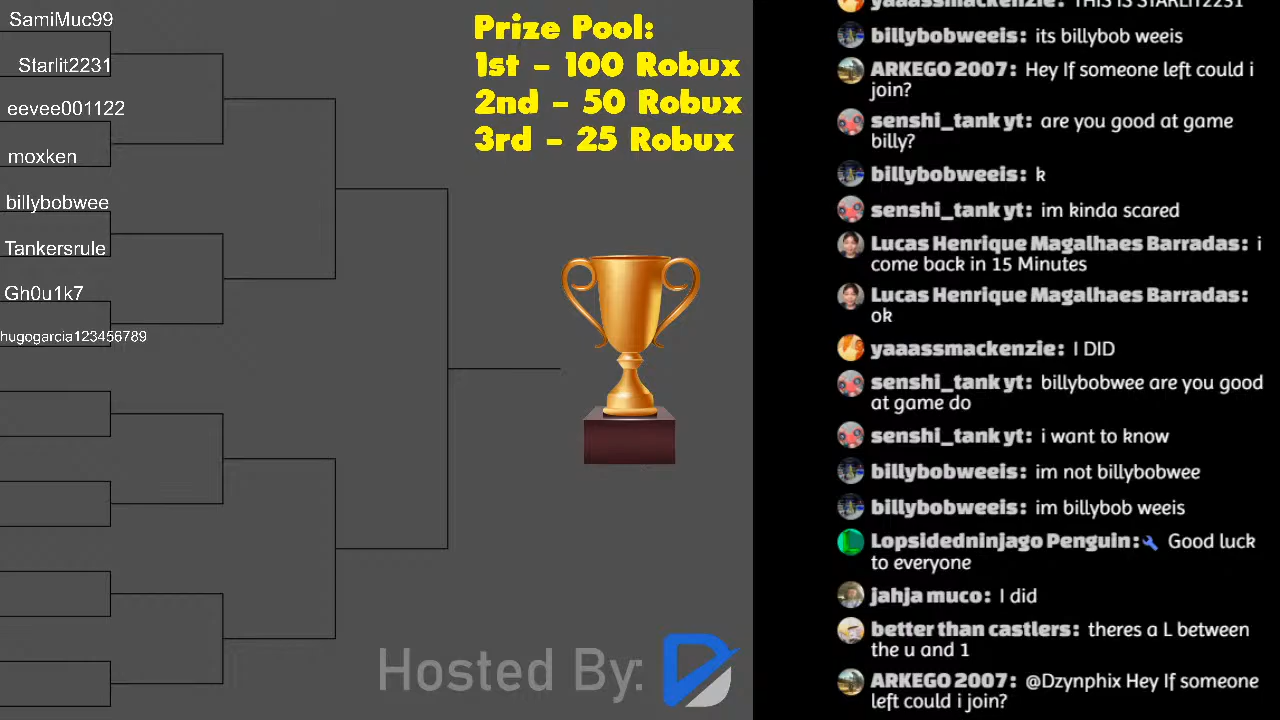 SamiMuc99
Starlit2231
eevee001122
moxken
billybobwee
Tankersrule
Gh0u1k7
hugogarcia123456789
Prize Pool:
1st - 100 Robux
2nd - 50 Robux
3rd - 25 Robux
Hosted By:
yaaassmackenzie: THIS IS STARLIT2231
billybobweeis: its billybob weeis
ARKEGO 2007: Hey If someone left could i
join?
senshi_tank yt: are you good at game
billy?
billybobweeis: k
senshi_tank yt: im kinda scared
Lucas Henrique Magalhaes Barradas: i
come back in 15 Minutes
Lucas Henrique Magalhaes Barradas:
ok
yaaassmackenzie: I DID
senshi_tank yt: billybobwee are you good
at game do
senshi_tank yt: i want to know
billybobweeis: im not billybobwee
billybobweeis: im billybob weeis
Lopsidedninjago Penguin: Good luck
to everyone
jahja muco: I did
better than castlers: theres a L between
the u and 1
ARKEGO 2007: @Dzynphix Hey If someone
left could i join?